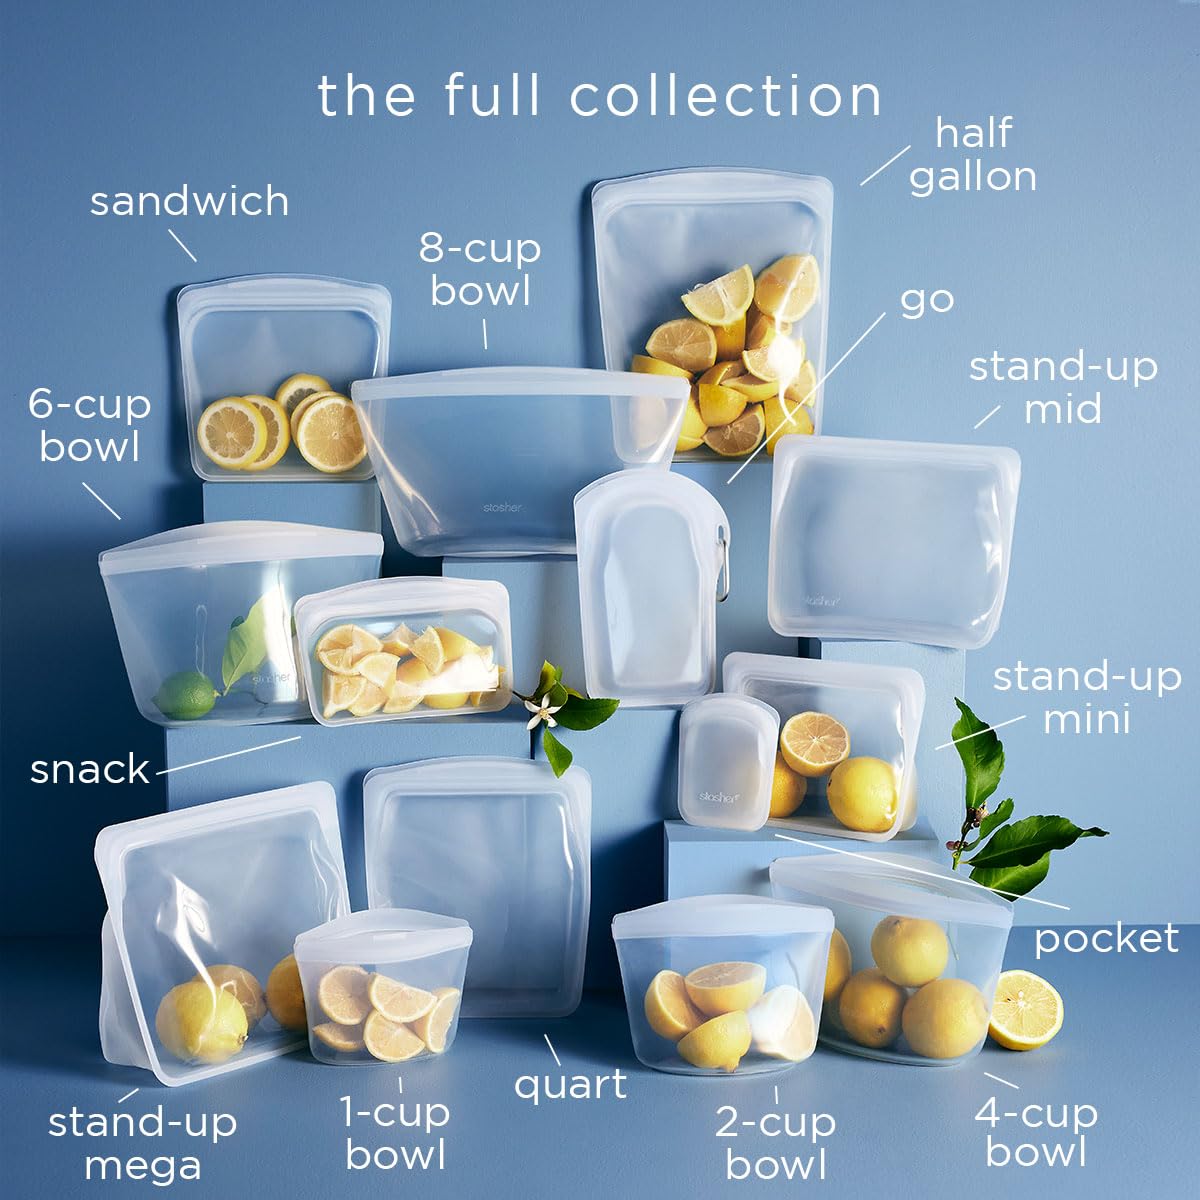 the full collection
half
gallon
sandwich
8-cup
bowl
go
stand-up
mid
6-cup
bowl
stasher
stasher
stasher
stand-up
mini
snack
stasher
pocket
quart
stand-up
mega
1-cup
bowl
2-cup
bowl
4-cup
bowl